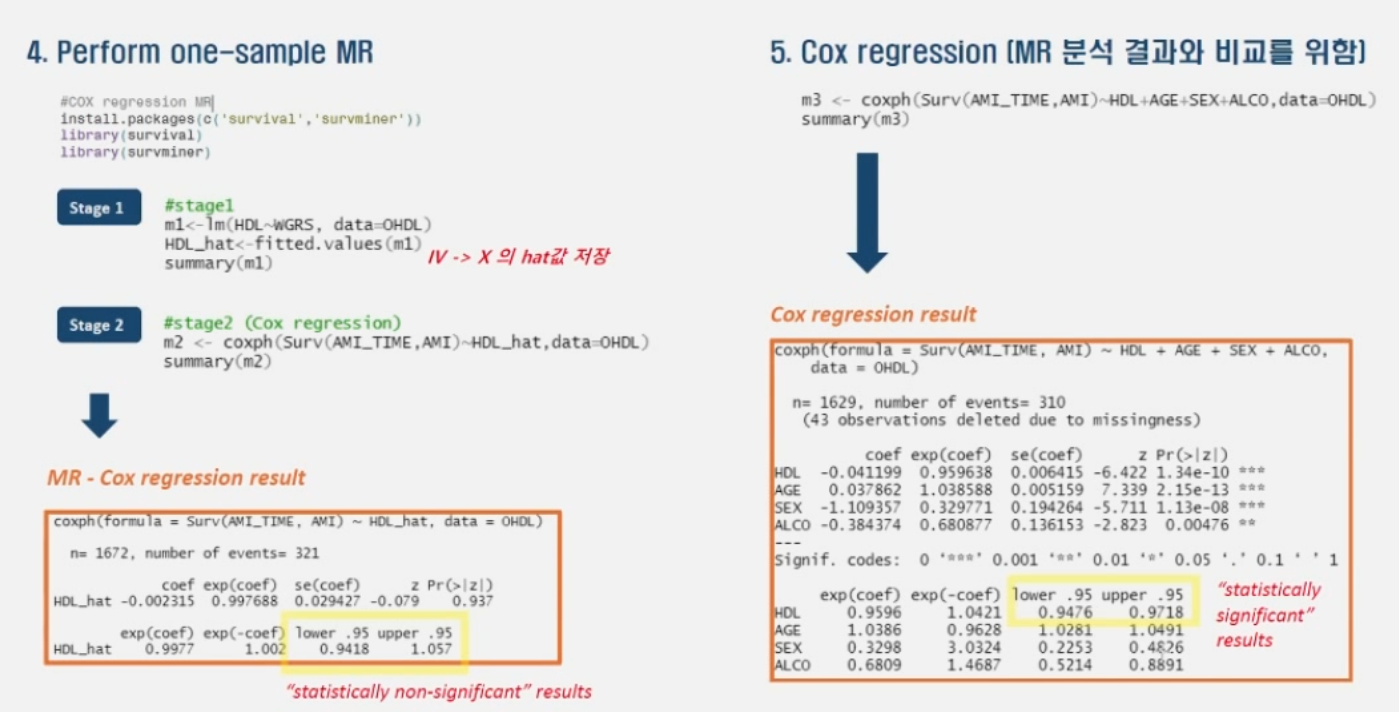 4. Perform one-sample MR
#COX regression MR
install.packages(c('survival','survminer'))
library(survival)
library(survminer)
Stage 1
#stage1
m1<-lm(HDL~WGRS, data=OHDL)
HDL_hat<-fitted.values(m1)
summary(m1)
IV -> X 의 hat값 저장
Stage 2
#stage2 (Cox regression)
m2 <- coxph(Surv(AMI_TIME,AMI)~HDL_hat,data=OHDL)
summary(m2)
MR - Cox regression result
coxph(formula = Surv(AMI_TIME, AMI) ~ HDL_hat, data = OHDL)
n= 1672, number of events= 321
coef exp(coef) se(coef) z Pr(>|z|)
HDL_hat -0.002315 0.997688 0.029427 -0.079 0.937
exp(coef) exp(-coef) lower .95 upper .95
HDL_hat 0.9977 1.002 0.9418 1.057
"statistically non-significant" results
5. Cox regression (MR 분석 결과와 비교를 위함)
m3 <- coxph(Surv(AMI_TIME,AMI)~HDL+AGE+SEX+ALCO,data=OHDL)
summary(m3)
Cox regression result
coxph(formula = Surv(AMI_TIME, AMI) ~ HDL + AGE + SEX + ALCO,
data = OHDL)
n= 1629, number of events= 310
(43 observations deleted due to missingness)
coef exp(coef) se(coef) z Pr(>|z|)
HDL -0.041199 0.959638 0.006415 -6.422 1.34e-10 ***
AGE 0.037862 1.038588 0.005159 7.339 2.15e-13 ***
SEX -1.109357 0.329771 0.194264 -5.711 1.13e-08 ***
ALCO -0.384374 0.680877 0.136153 -2.823 0.00476 **
---
Signif. codes: 0 '***' 0.001 '**' 0.01 '*' 0.05 '.' 0.1 ' ' 1
exp(coef) exp(-coef) lower .95 upper .95
HDL 0.9596 1.0421 0.9476 0.9718
AGE 1.0386 0.9628 1.0281 1.0491
SEX 0.3298 3.0324 0.2253 0.4826
ALCO 0.6809 1.4687 0.5214 0.8891
"statistically
significant"
results